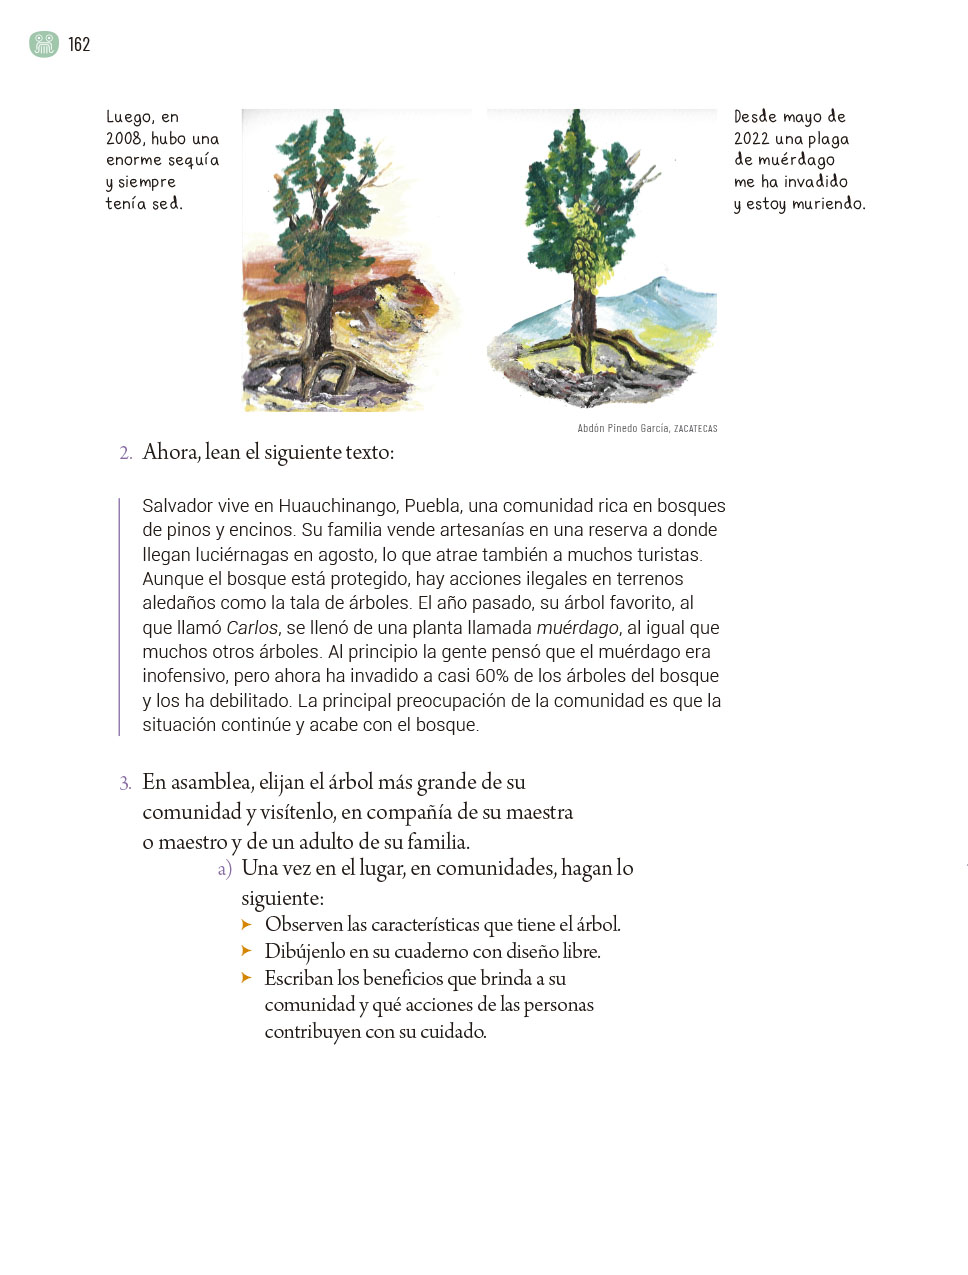 162
Luego, en
2008, hubo una
enorme sequía
y siempre
tenía sed.
Desde mayo de
2022 una plaga
de muérdago
me ha invadido
y estoy muriendo.
Abdón Pinedo García, ZACATECAS
2. Ahora, lean el siguiente texto:
Salvador vive en Huauchinango, Puebla, una comunidad rica en bosques
de pinos y encinos. Su familia vende artesanías en una reserva a donde
llegan luciérnagas en agosto, lo que atrae también a muchos turistas.
Aunque el bosque está protegido, hay acciones ilegales en terrenos
aledaños como la tala de árboles. El año pasado, su árbol favorito, al
que llamó Carlos, se llenó de una planta llamada muérdago, al igual que
muchos otros árboles. Al principio la gente pensó que el muérdago era
inofensivo, pero ahora ha invadido a casi 60% de los árboles del bosque
y los ha debilitado. La principal preocupación de la comunidad es que la
situación continúe y acabe con el bosque.
3. En asamblea, elijan el árbol más grande de su
comunidad y visítenlo, en compañía de su maestra
o maestro y de un adulto de su familia.
a) Una vez en el lugar, en comunidades, hagan lo
siguiente:
➤ Observen las características que tiene el árbol.
➤ Dibújenlo en su cuaderno con diseño libre.
➤ Escriban los beneficios que brinda a su
comunidad y qué acciones de las personas
contribuyen con su cuidado.